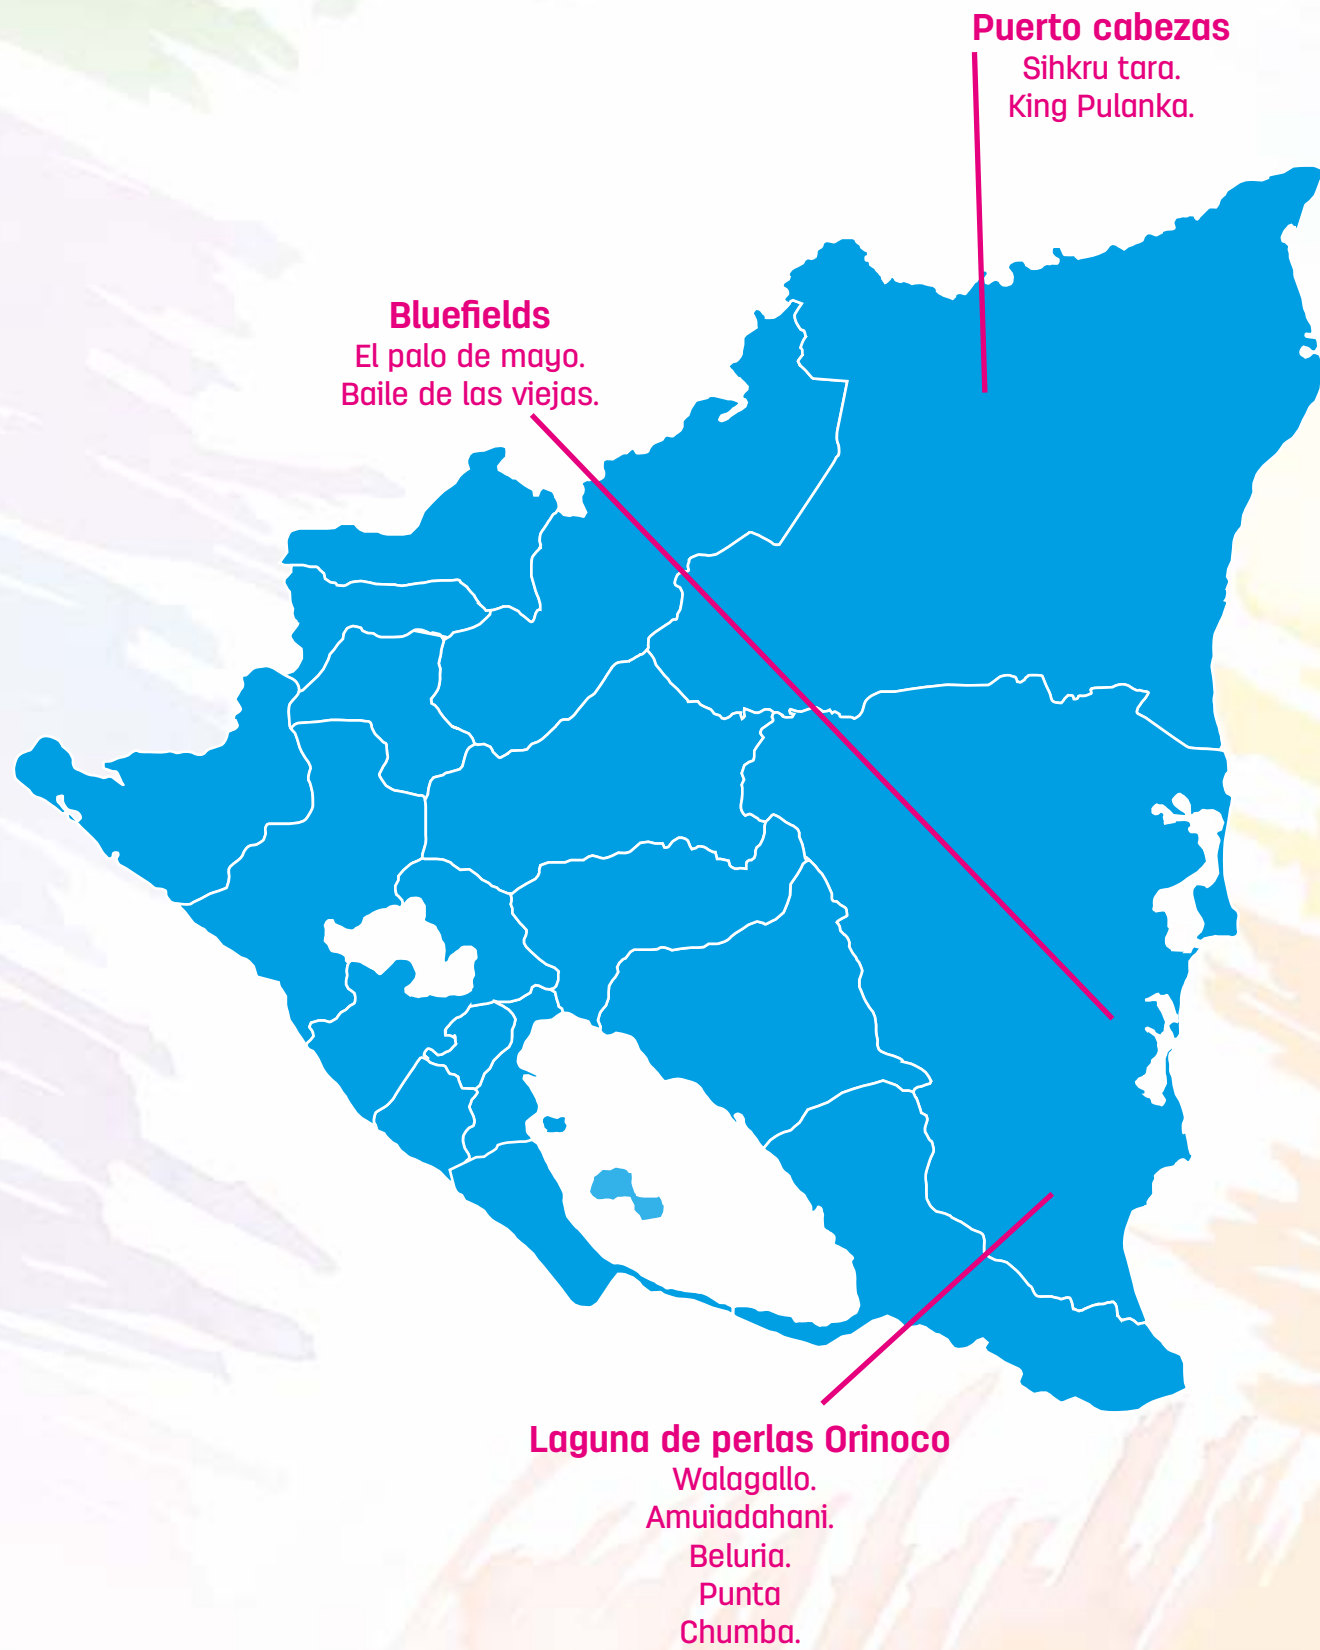 Puerto cabezas
Sihkru tara.
King Pulanka.
Bluefields
El palo de mayo.
Baile de las viejas.
Laguna de perlas Orinoco
Walagallo.
Amuiadahani.
Beluria.
Punta
Chumba.